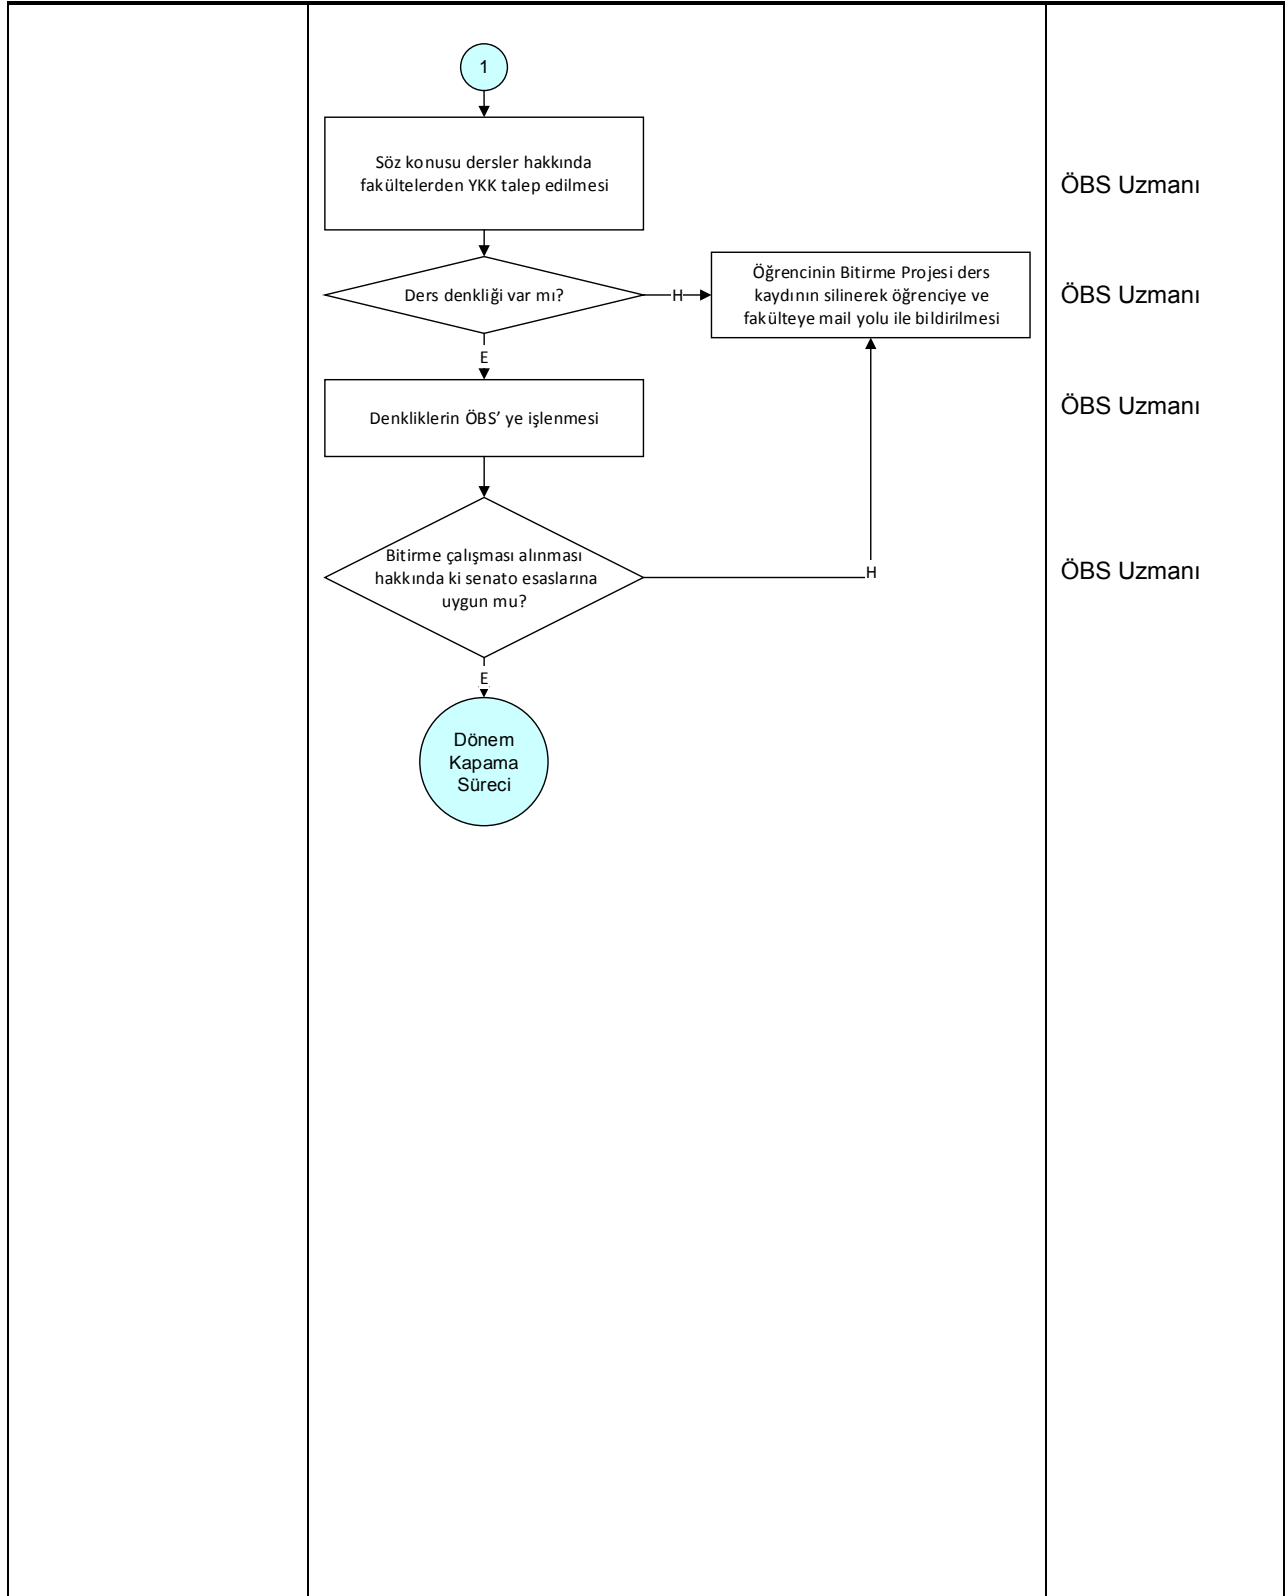 1
Söz konusu dersler hakkında
fakültelerden YKK talep edilmesi
ÖBS Uzmanı
Ders denkliği var mı?
H
Öğrencinin Bitirme Projesi ders
kaydının silinerek öğrenciye ve
fakülteye mail yolu ile bildirilmesi
ÖBS Uzmanı
E
Denkliklerin ÖBS’ ye işlenmesi
ÖBS Uzmanı
Bitirme çalışması alınması
hakkında ki senato esaslarına
uygun mu?
H
ÖBS Uzmanı
E
Dönem
Kapama
Süreci